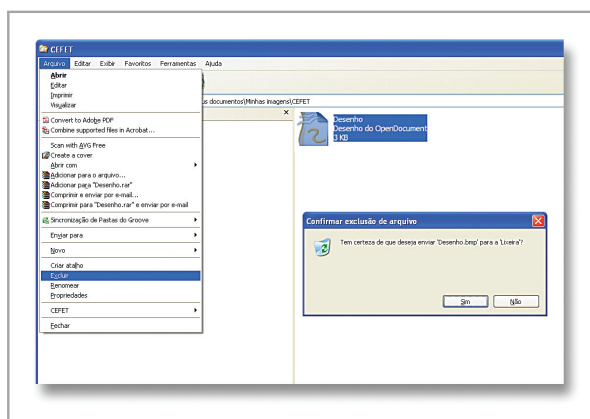 CEFET
Arquivo Editar Exibir Favoritos Ferramentas Ajuda
Abrir
Editar
Imprimir
Visualizar
Convert to Adobe PDF
Combine supported files in Acrobat...
Scan with AVG Free
Create a cover
Abrir com
Adicionar para o arquivo...
Adicionar para "Desenho.rar"
Comprimir e enviar por e-mail...
Comprimir para "Desenho.rar" e enviar por e-mail
Sincronização de Pastas do Groove
Enviar para
Novo
Criar atalho
Excluir
Renomear
Propriedades
CEFET
Fechar
us documentos\Minhas imagens\CEFET
Desenho
Desenho do OpenDocument
3 KB
Confirmar exclusão de arquivo
Tem certeza de que deseja enviar 'Desenho.bmp' para a 'Lixeira'?
Sim Não